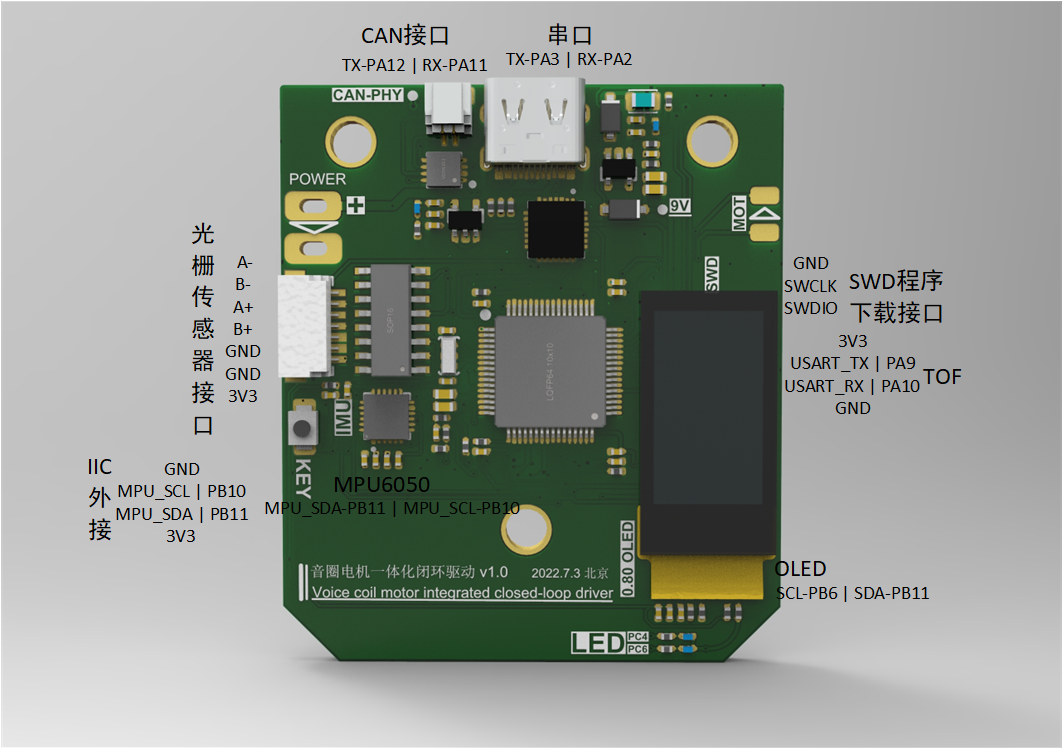 CAN接口
TX-PA12 | RX-PA11
串口
TX-PA3 | RX-PA2
CAN-PHY
POWER
+
9V
MOT
光栅传感器接口
A-
B-
A+
B+
GND
GND
3V3
SOP16
LQFP64 10x10
IMU
KEY
SWD
GND
SWCLK
SWDIO
SWD程序
下载接口
3V3
USART_TX | PA9
USART_RX | PA10
GND
TOF
IIC
外
接
GND
MPU_SCL | PB10
MPU_SDA | PB11
3V3
MPU6050
MPU_SDA-PB11 | MPU_SCL-PB10
0.80 OLED
OLED
SCL-PB6 | SDA-PB11
音圈电机一体化闭环驱动 v1.0 2022.7.3 北京
Voice coil motor integrated closed-loop driver
LED
PC4
PC6